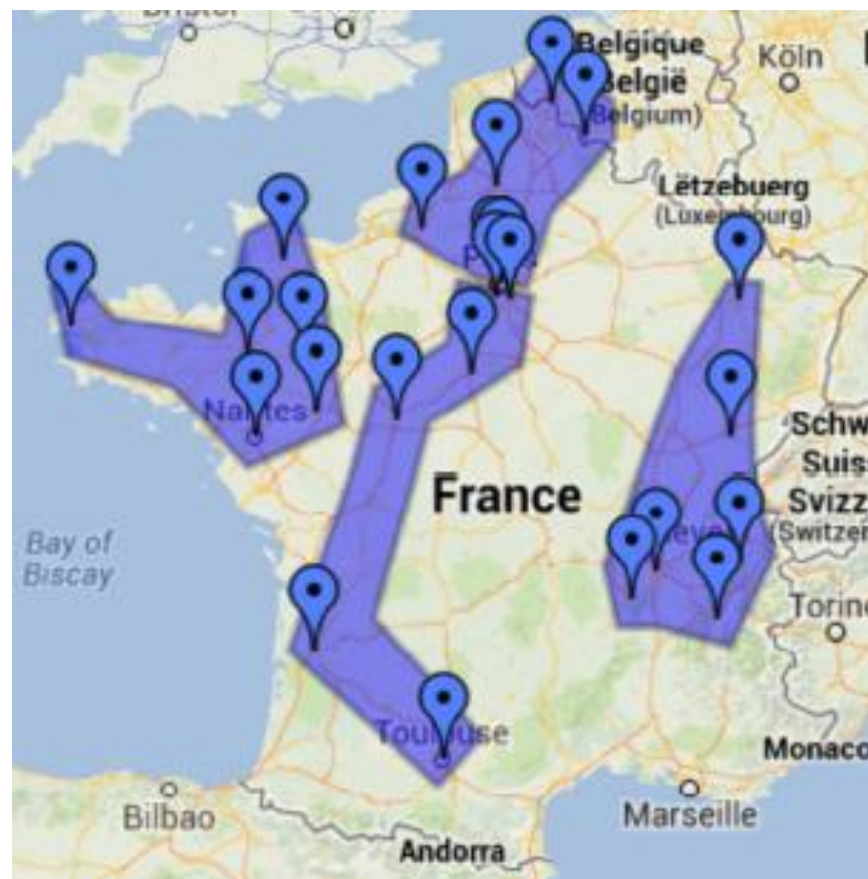 Belgique
België
(Belgium)
Köln
Lëtzebuerg
(Luxembourg)
Nantes
France
Schw
Suis
Svizz
(Switzer
Bay of
Biscay
Torino
Toulouse
Monaco
Bilbao
Marseille
Andorra